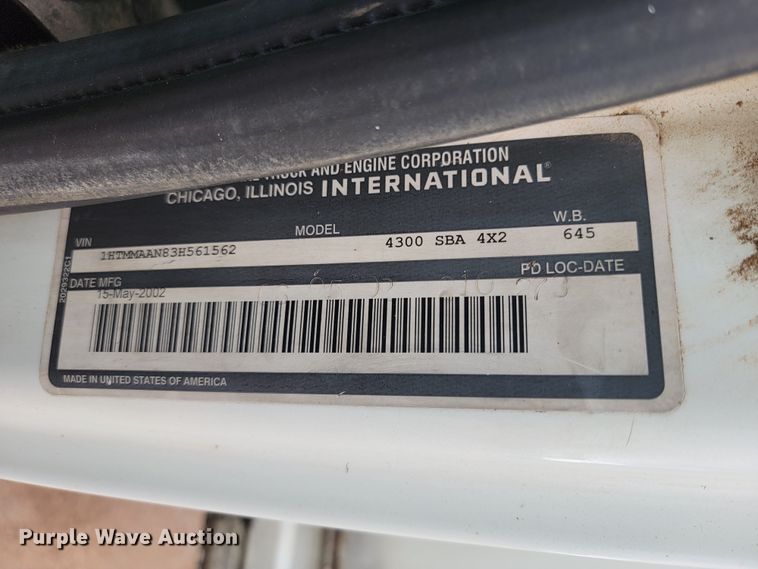 TRUCK AND ENGINE CORPORATION
CHICAGO, ILLINOIS INTERNATIONAL®
VIN MODEL W.B.
1HTMMAAN83H561562 4300 SBA 4X2 645
DATE MFG PD LOC-DATE
15-May-2002
MADE IN UNITED STATES OF AMERICA
2029322C1
Purple Wave Auction